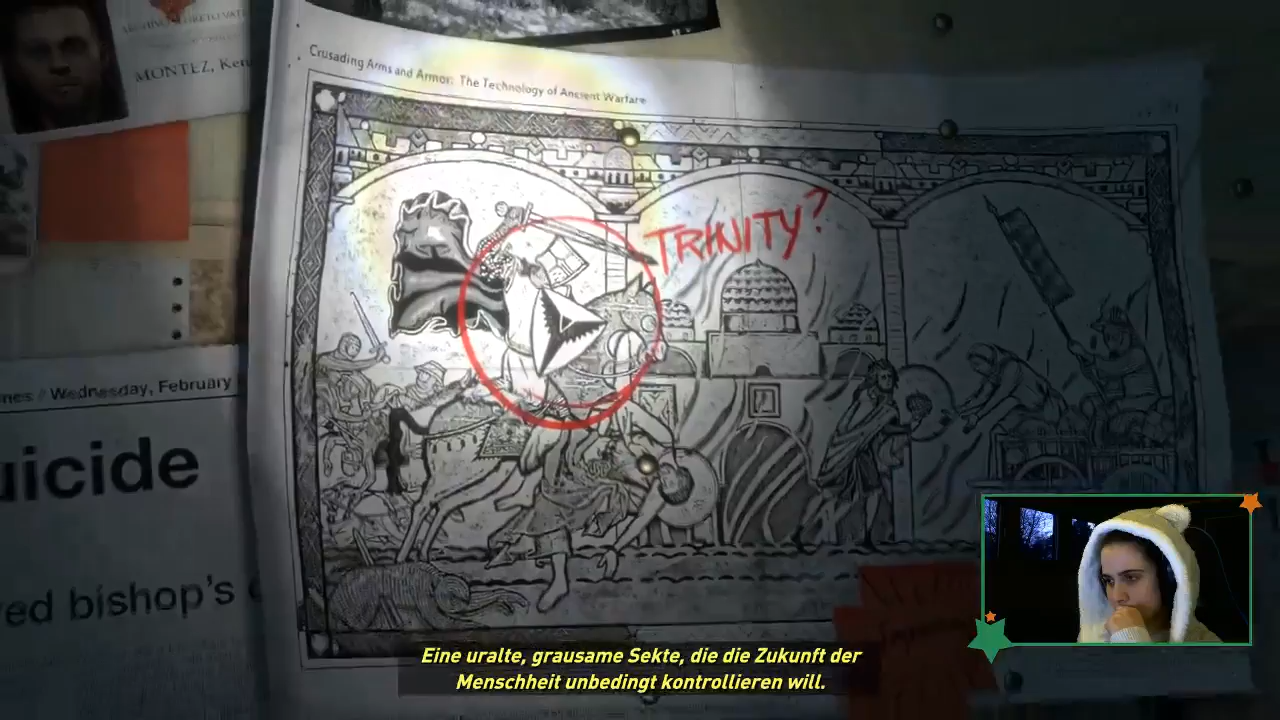 MONTEZ, Ken
Crusading Arms and Armor: The Technology of Ancient Warfare
TRINITY?
nes // Wednesday, February
uicide
ed bishop's
Eine uralte, grausame Sekte, die die Zukunft der
Menschheit unbedingt kontrollieren will.